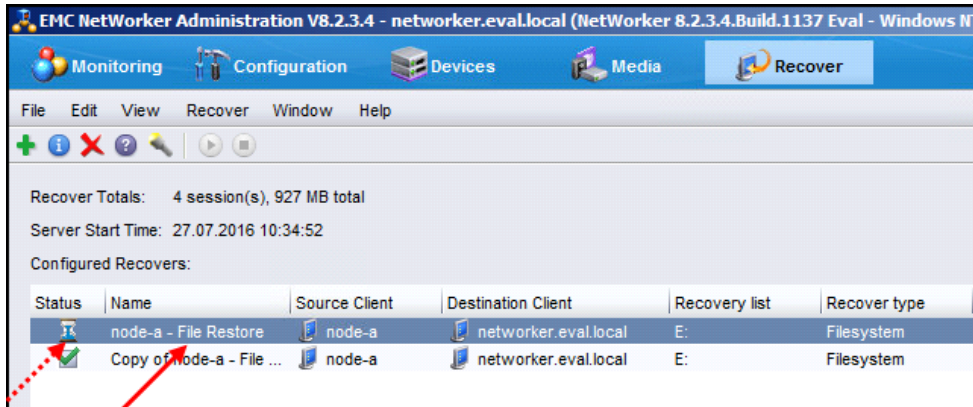 EMC NetWorker Administration V8.2.3.4 - networker.eval.local (NetWorker 8.2.3.4.Build.1137 Eval - Windows N
Monitoring Configuration Devices Media Recover
File Edit View Recover Window Help
Recover Totals: 4 session(s), 927 MB total
Server Start Time: 27.07.2016 10:34:52
Configured Recovers:
Status Name Source Client Destination Client Recovery list Recover type
node-a - File Restore node-a networker.eval.local E: Filesystem
Copy of node-a - File ... node-a networker.eval.local E: Filesystem